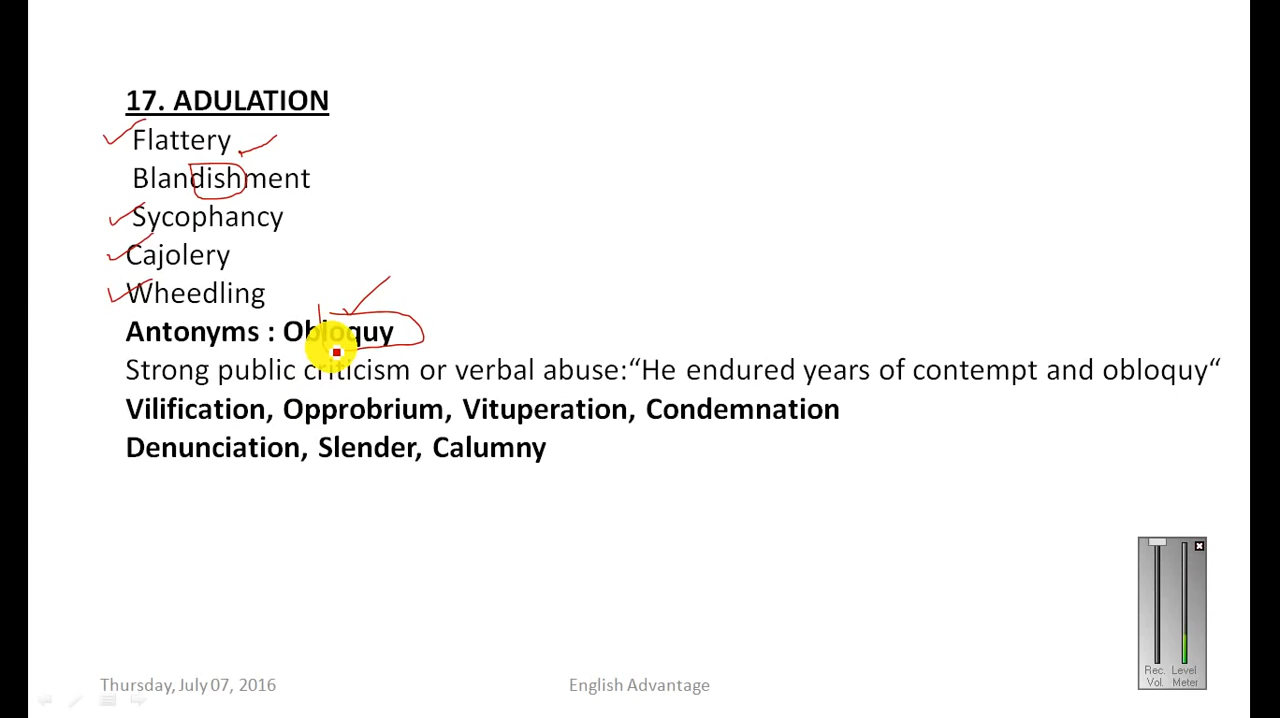 17. ADULATION
Flattery
Blandishment
Sycophancy
Cajolery
Wheedling
Antonyms : Obloquy
Strong public criticism or verbal abuse:“He endured years of contempt and obloquy“
Vilification, Opprobrium, Vituperation, Condemnation
Denunciation, Slender, Calumny
Rec. Level
Vol. Meter
Thursday, July 07, 2016 English Advantage